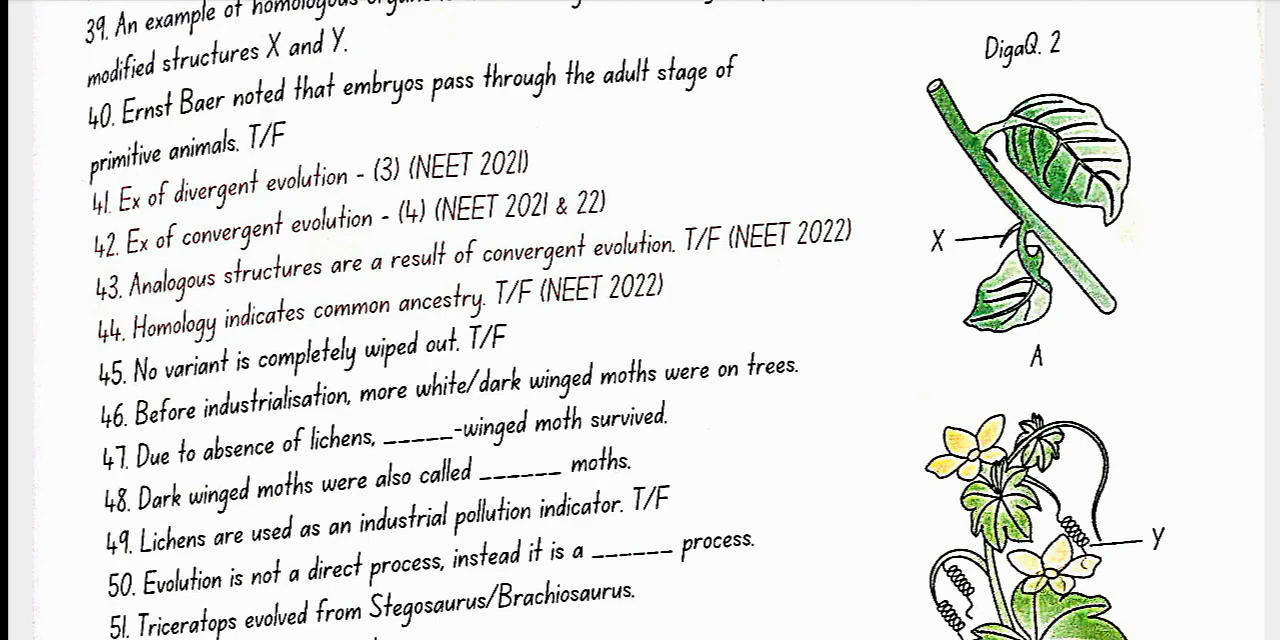 39. An example of homologous
modified structures X and Y.
40. Ernst Baer noted that embryos pass through the adult stage of
primitive animals. T/F
41. Ex of divergent evolution - (3) (NEET 2021)
42. Ex of convergent evolution - (4) (NEET 2021 & 22)
43. Analogous structures are a result of convergent evolution. T/F (NEET 2022)
44. Homology indicates common ancestry. T/F (NEET 2022)
45. No variant is completely wiped out. T/F
46. Before industrialisation, more white/dark winged moths were on trees.
47. Due to absence of lichens, _____-winged moth survived.
48. Dark winged moths were also called ______ moths.
49. Lichens are used as an industrial pollution indicator. T/F
50. Evolution is not a direct process, instead it is a ______ process.
51. Triceratops evolved from Stegosaurus/Brachiosaurus.
DigaQ. 2
X
A
Y